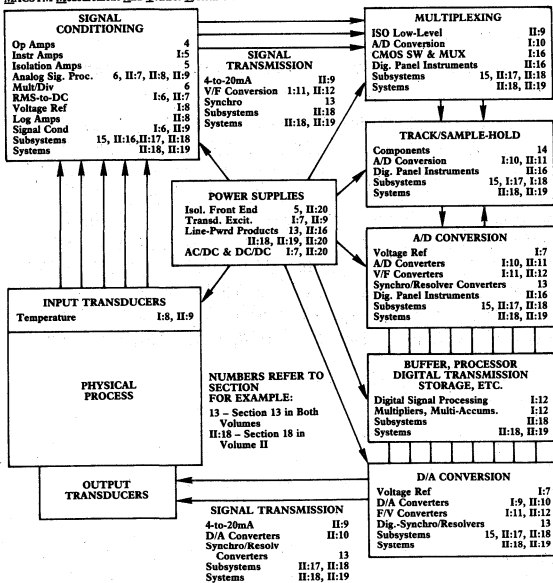 SIGNAL
CONDITIONING
Op Amps 4
Instr Amps I:5
Isolation Amps 5
Analog Sig. Proc. 6, II:7, II:8, II:9
Mult/Div 6
RMS-to-DC I:6, II:7
Voltage Ref I:8
Log Amps II:8
Signal Cond I:6, II:9
Subsystems 15, II:16,II:17, II:18
Systems II:18, II:19
SIGNAL
TRANSMISSION
4-to-20mA II:9
V/F Conversion I:11, II:12
Synchro 13
Subsystems II:18
Systems II:18, II:19
MULTIPLEXING
ISO Low-Level II:9
A/D Conversion I:10
CMOS SW & MUX I:16
Dig. Panel Instruments II:16
Subsystems 15, II:17, II:18
Systems II:18, II:19
TRACK/SAMPLE-HOLD
Components 14
A/D Conversion I:10, II:11
Dig. Panel Instruments II:16
Subsystems 15, I:17, I:18
Systems II:18, II:19
POWER SUPPLIES
Isol. Front End 5, II:20
Transd. Excit. I:7, II:9
Line-Pwrd Products 13, II:16
II:18, II:19, II:20
AC/DC & DC/DC I:7, II:20
A/D CONVERSION
Voltage Ref I:7
A/D Converters I:10, II:11
V/F Converters I:11, II:12
Synchro/Resolver Converters 13
Dig. Panel Instruments II:16
Subsystems 15, II:17, II:18
Systems II:18, II:19
INPUT TRANSDUCERS
Temperature I:8, II:9
PHYSICAL
PROCESS
NUMBERS REFER TO
SECTION
FOR EXAMPLE:
13 – Section 13 in Both
Volumes
II:18 – Section 18 in
Volume II
BUFFER, PROCESSOR
DIGITAL TRANSMISSION
STORAGE, ETC.
Digital Signal Processing I:12
Multipliers, Multi-Accums. I:12
Subsystems II:18
Systems II:18, II:19
OUTPUT
TRANSDUCERS
SIGNAL TRANSMISSION
4-to-20mA II:9
D/A Converters II:10
Synchro/Resolv
Converters 13
Subsystems II:17, II:18
Systems II:18, II:19
D/A CONVERSION
Voltage Ref I:7
D/A Converters I:9, II:10
F/V Converters I:11, II:12
Dig.-Synchro/Resolvers 13
Subsystems 15, II:17, II:18
Systems II:18, II:19